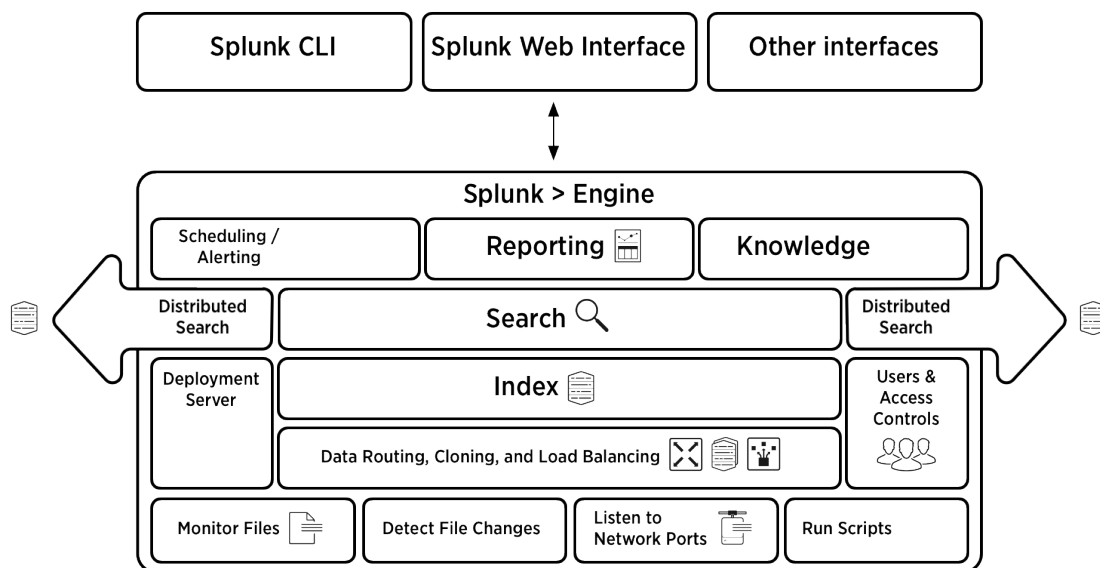 Splunk CLI
Splunk Web Interface
Other interfaces
Splunk > Engine
Scheduling /
Alerting
Reporting
Knowledge
Distributed
Search
Search
Distributed
Search
Deployment
Server
Index
Users &
Access
Controls
Data Routing, Cloning, and Load Balancing
Monitor Files
Detect File Changes
Listen to
Network Ports
Run Scripts